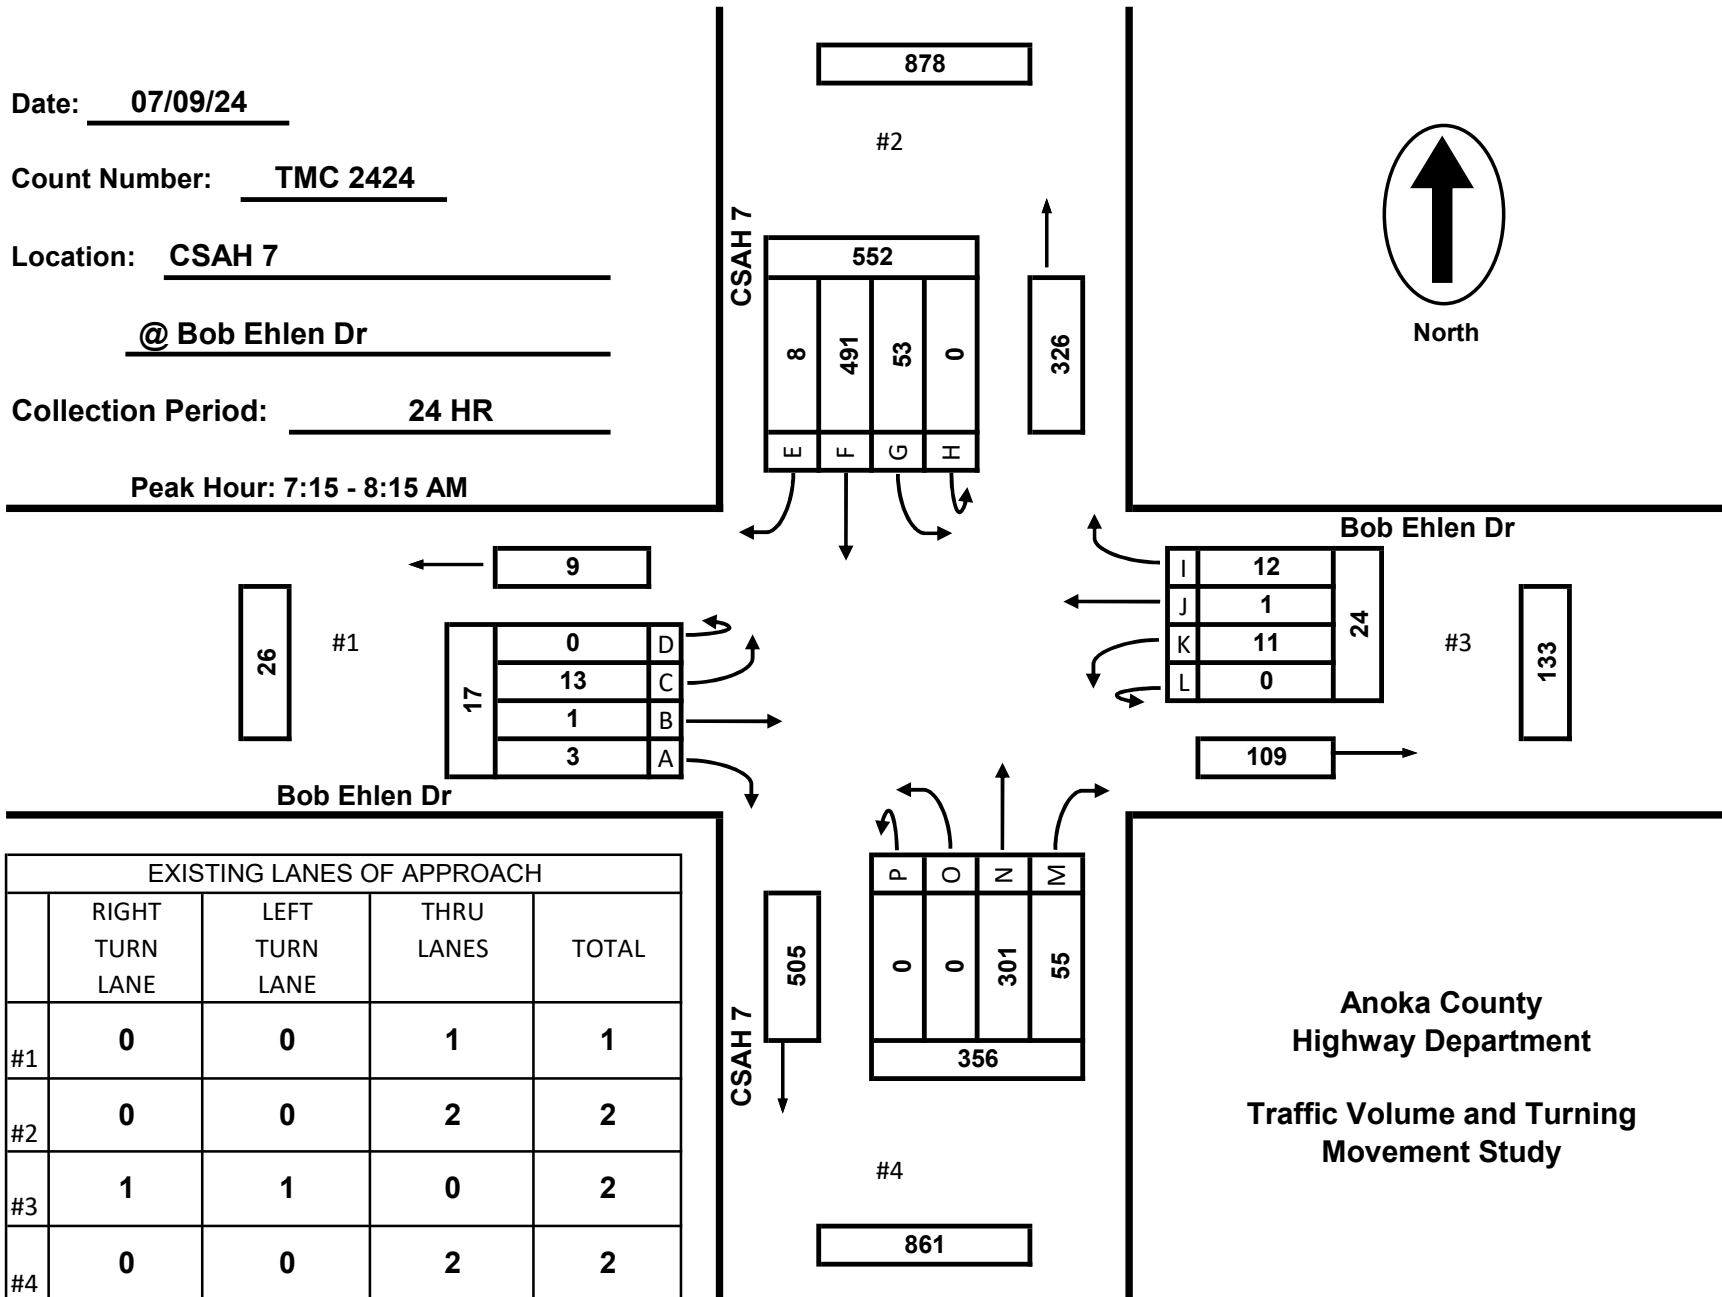 Date: 07/09/24
Count Number: TMC 2424
Location: CSAH 7
@ Bob Ehlen Dr
Collection Period: 24 HR
Peak Hour: 7:15 - 8:15 AM
878
#2
CSAH 7
552
8 491 53 0
E F G H
326
North
Bob Ehlen Dr
9
26
#1
17
0 D
13 C
1 B
3 A
Bob Ehlen Dr
I 12
J 1
K 11
L 0
24
#3
133
109
P O N M
0 0 301 55
356
505
CSAH 7
#4
861
EXISTING LANES OF APPROACH
RIGHT LEFT THRU
TURN TURN LANES TOTAL
LANE LANE
#1 0 0 1 1
#2 0 0 2 2
#3 1 1 0 2
#4 0 0 2 2
Anoka County
Highway Department
Traffic Volume and Turning
Movement Study